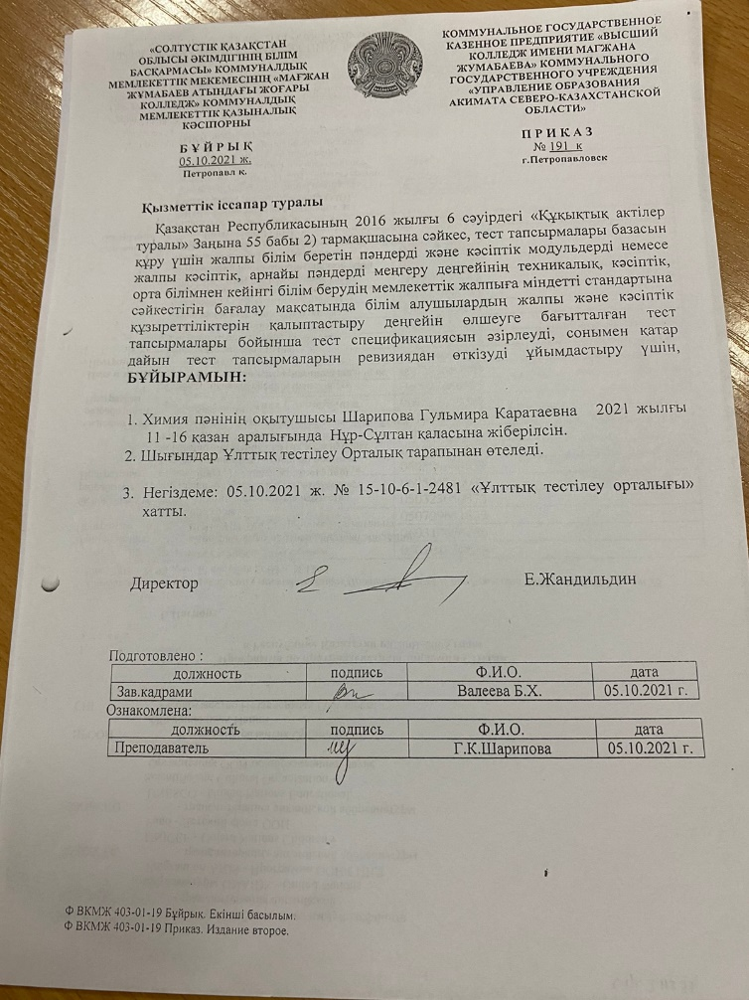 «СОЛТҮСТІК ҚАЗАҚСТАН
ОБЛЫСЫ ӘКІМДІГІНІҢ БІЛІМ
БАСҚАРМАСЫ» КОММУНАЛДЫҚ
МЕМЛЕКЕТТІК МЕКЕМЕСІНІҢ «МАҒЖАН
ЖҰМАБАЕВ АТЫНДАҒЫ ЖОҒАРЫ
КОЛЛЕДЖ» КОММУНАЛДЫҚ
МЕМЛЕКЕТТІК ҚАЗЫНАЛЫҚ
КӘСІПОРНЫ
Б Ұ Й Р Ы Қ
05.10.2021 ж.
Петропавл қ.
КОММУНАЛЬНОЕ ГОСУДАРСТВЕННОЕ
КАЗЕННОЕ ПРЕДПРИЯТИЕ «ВЫСШИЙ
КОЛЛЕДЖ ИМЕНИ МАГЖАНА
ЖУМАБАЕВА» КОММУНАЛЬНОГО
ГОСУДАРСТВЕННОГО УЧРЕЖДЕНИЯ
«УПРАВЛЕНИЕ ОБРАЗОВАНИЯ
АКИМАТА СЕВЕРО-КАЗАХСТАНСКОЙ
ОБЛАСТИ»
П Р И К А З
№ 191 к
г.Петропавловск
Қызметтік іссапар туралы
Қазақстан Республикасының 2016 жылғы 6 сәуірдегі «Құқықтық актілер
туралы» Заңына 55 бабы 2) тармақшасына сәйкес, тест тапсырмалары базасын
құру үшін жалпы білім беретін пәндерді және кәсіптік модульдерді немесе
жалпы кәсіптік, арнайы пәндерді меңгеру деңгейінің техникалық, кәсіптік,
орта білімнен кейінгі білім берудің мемлекеттік жалпыға міндетті стандартына
сәйкестігін бағалау мақсатында білім алушылардың жалпы және кәсіптік
құзыреттіліктерін қалыптастыру деңгейін өлшеуге бағытталған тест
тапсырмалары бойынша тест спецификациясын әзірлеуді, сонымен қатар
дайын тест тапсырмаларын ревизиядан өткізуді ұйымдастыру үшін,
БҰЙЫРАМЫН:
1. Химия пәнінің оқытушысы Шарипова Гульмира Каратаевна 2021 жылғы
11 -16 қазан аралығында Нұр-Сұлтан қаласына жіберілсін.
2. Шығындар Ұлттық тестілеу Орталық тарапынан өтеледі.
3. Негіздеме: 05.10.2021 ж. № 15-10-6-1-2481 «Ұлттық тестілеу орталығы»
хатты.
Директор Е.Жандильдин
Подготовлено :
должность подпись Ф.И.О. дата
Зав.кадрами Валеева Б.Х. 05.10.2021 г.
Ознакомлена:
должность подпись Ф.И.О. дата
Преподаватель Г.К.Шарипова 05.10.2021 г.
Ф ВКМЖ 403-01-19 Бұйрық. Екінші басылым.
Ф ВКМЖ 403-01-19 Приказ. Издание второе.